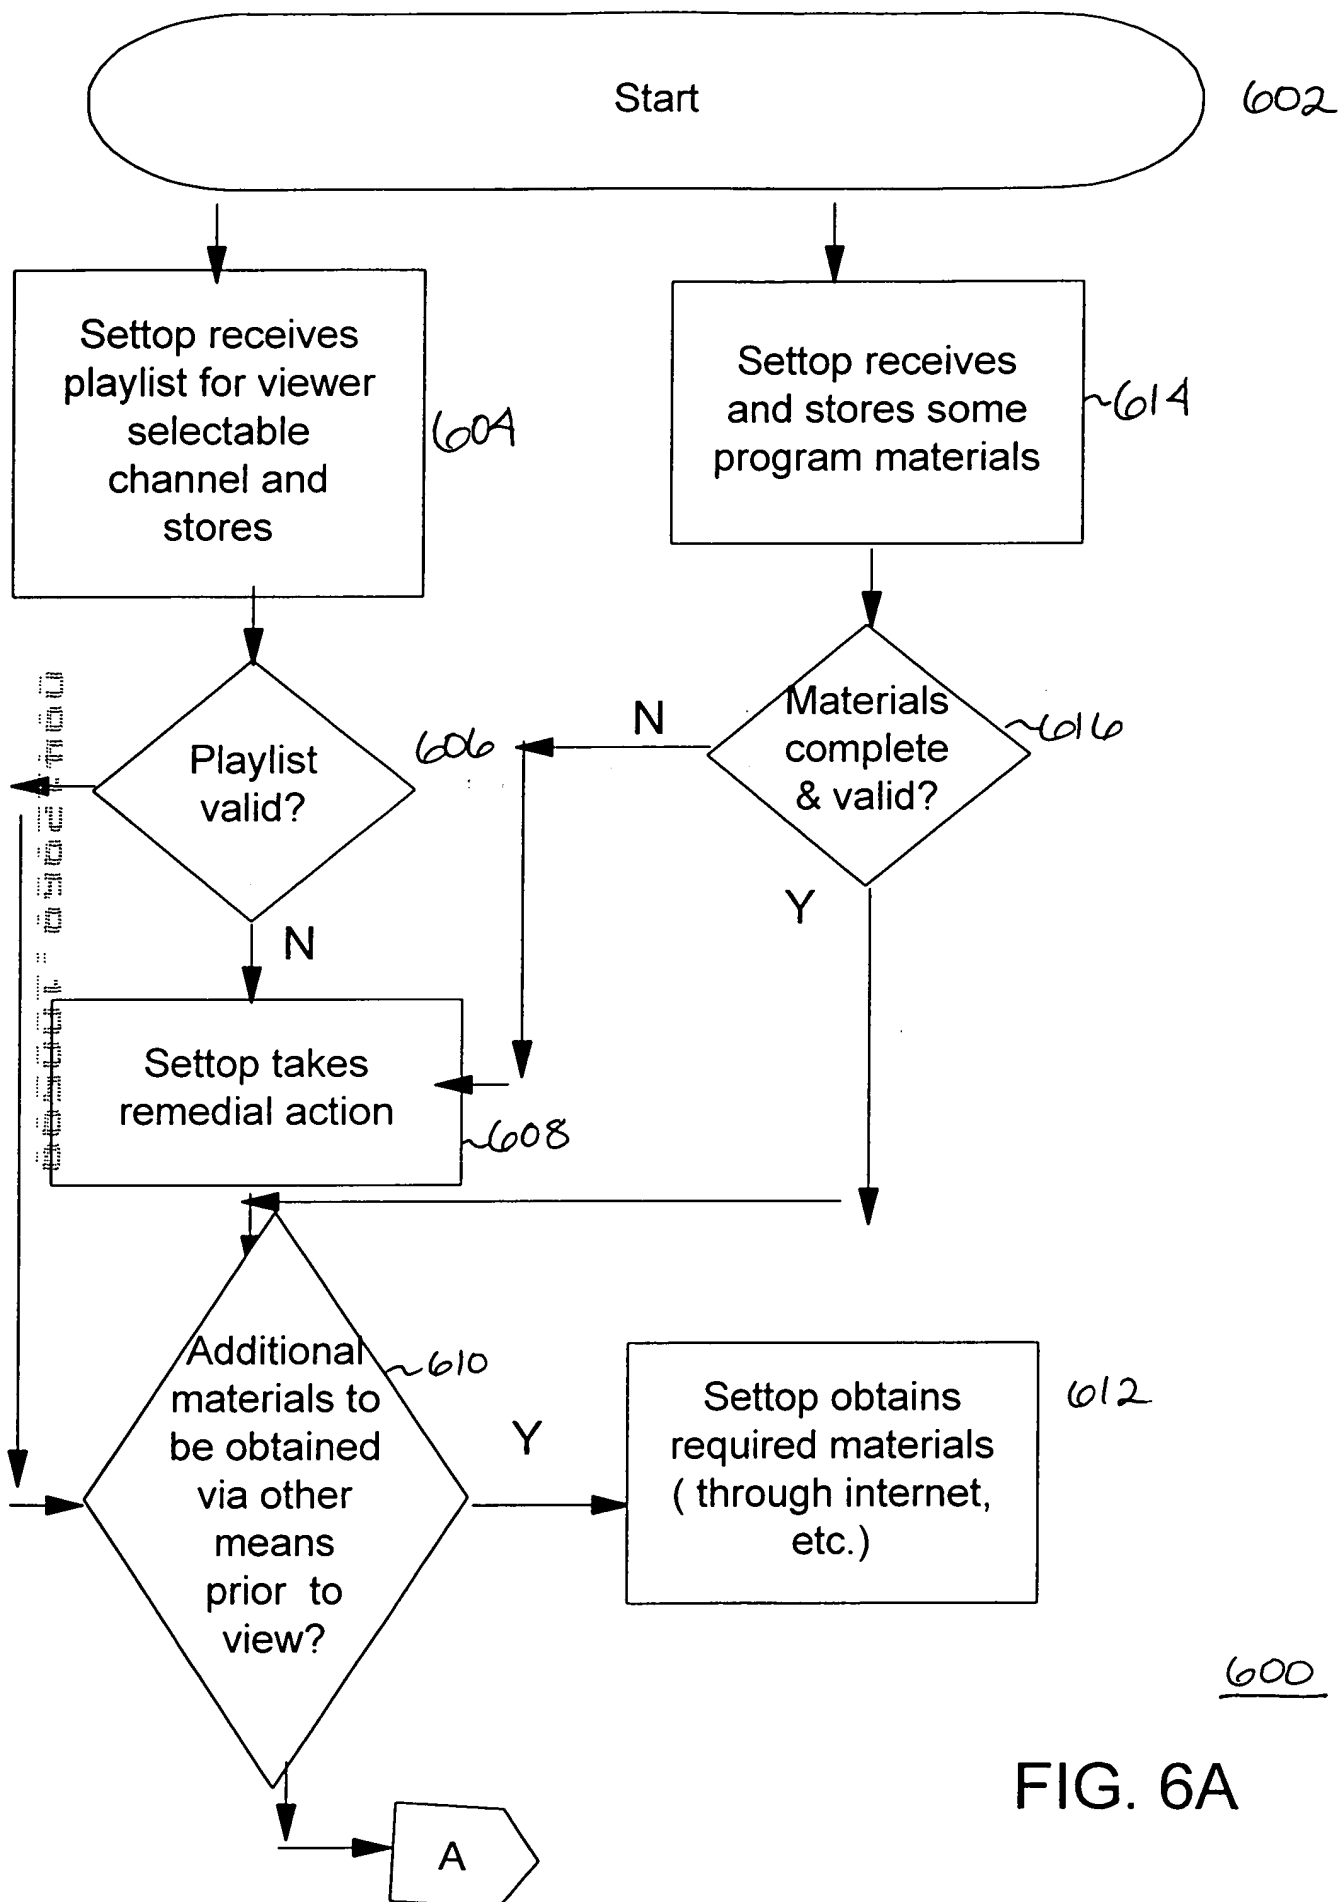 Start
602
Settop receives
playlist for viewer
selectable
channel and
stores
604
Settop receives
and stores some
program materials
614
Playlist
valid?
606
N
Materials
complete
& valid?
616
Y
N
Settop takes
remedial action
608
Additional
materials to
be obtained
via other
means
prior to
view?
610
Y
Settop obtains
required materials
( through internet,
etc.)
612
600
FIG. 6A
A